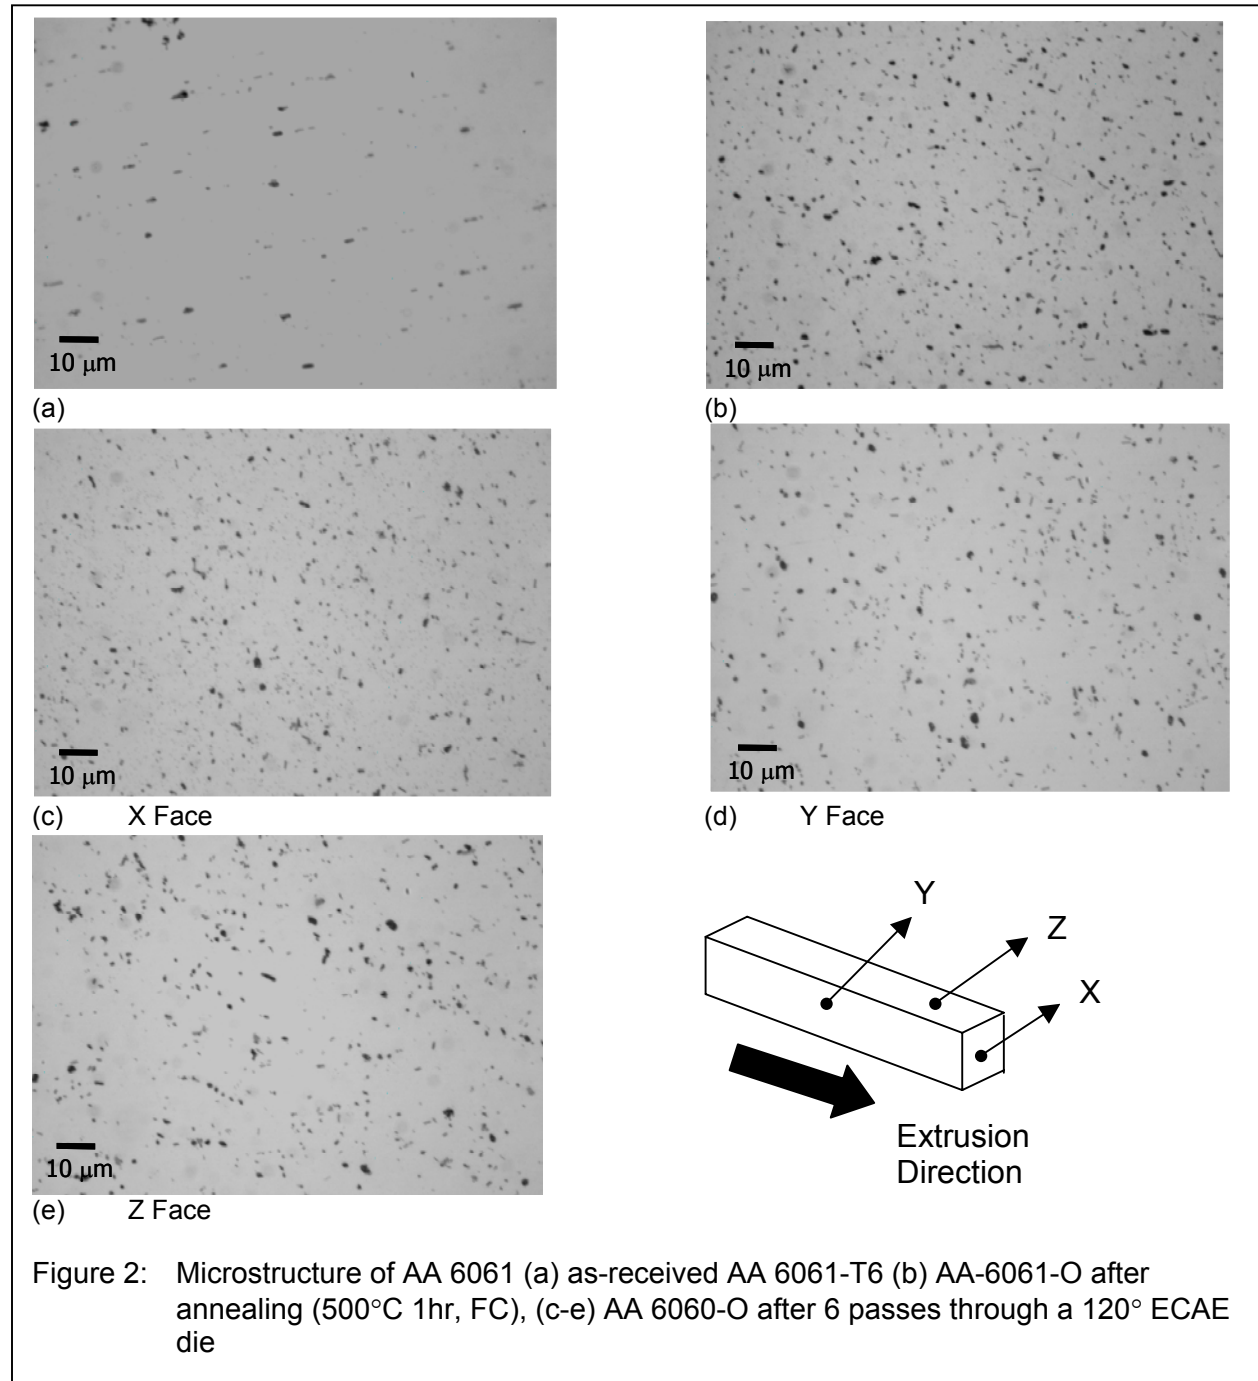 10 μm
10 μm
(a)
(b)
10 μm
10 μm
(c) X Face
(d) Y Face
10 μm
(e) Z Face
Y
Z
X
Extrusion
Direction
Figure 2: Microstructure of AA 6061 (a) as-received AA 6061-T6 (b) AA-6061-O after
annealing (500°C 1hr, FC), (c-e) AA 6060-O after 6 passes through a 120° ECAE
die